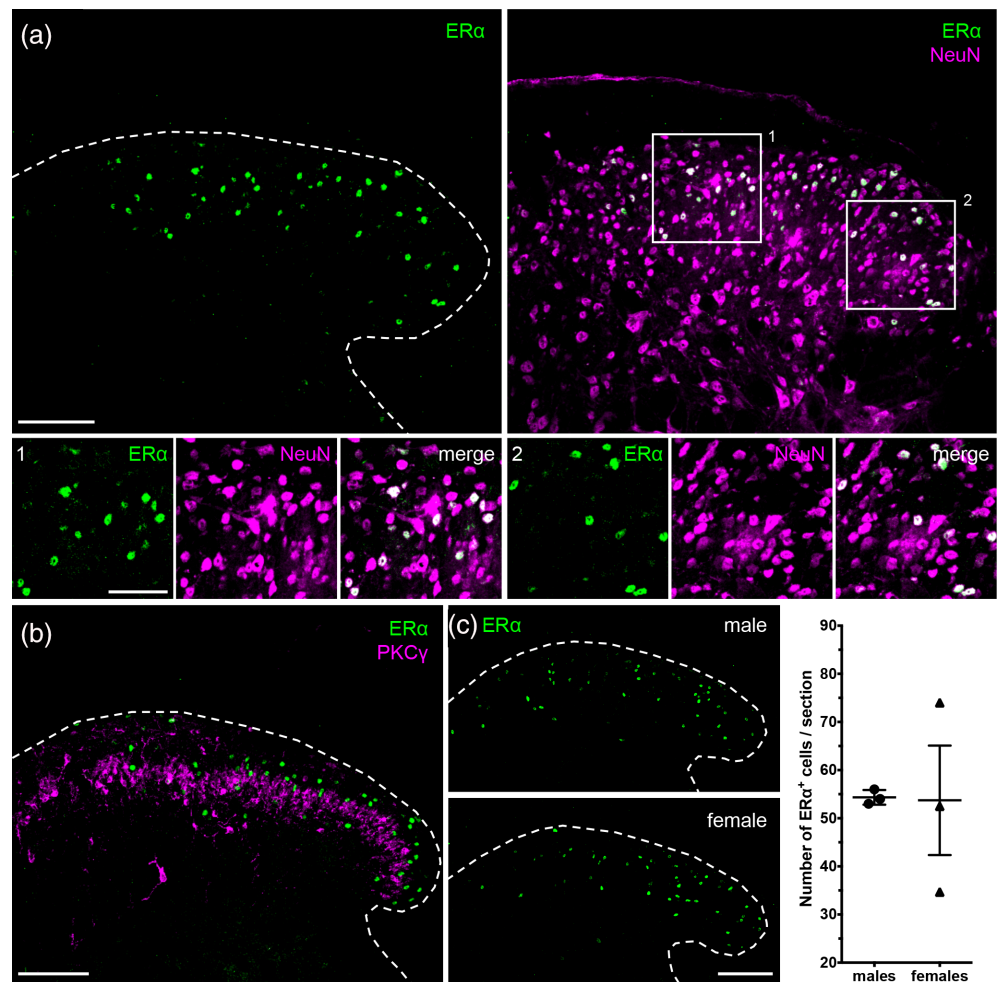 (a)
ERα
ERα
NeuN
1
2
1
ERα
NeuN
merge
2
ERα
NeuN
merge
(b)
ERα
PKCγ
(c)
ERα
male
female
90
80
70
60
50
40
30
20
Number of ERα⁺ cells / section
males
females